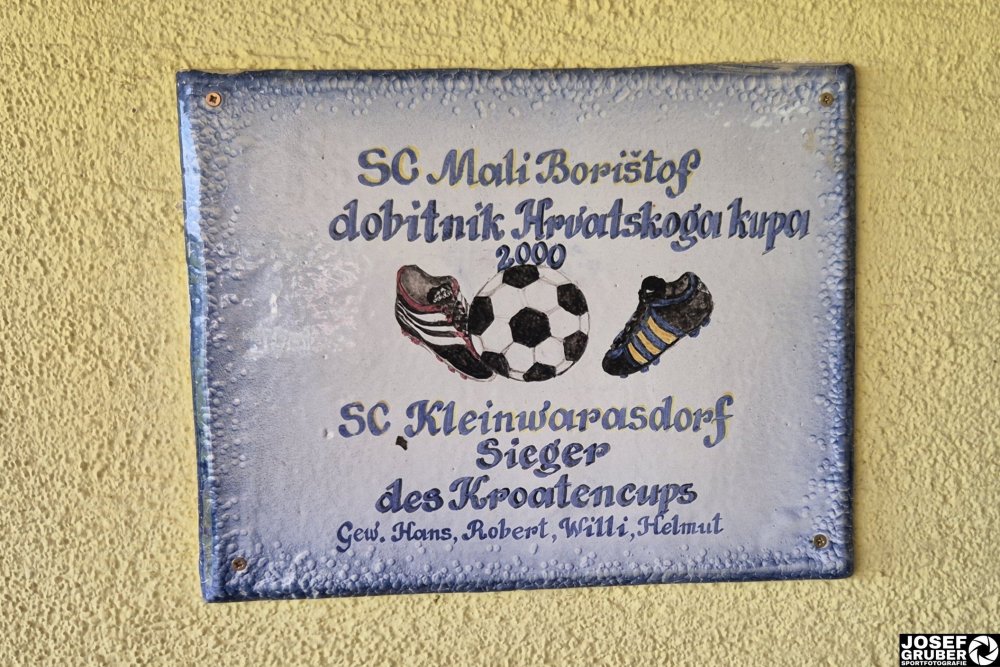 SC Mali Borištof
dobitnik Hrvatskoga kupa
2000
SC Kleinwarasdorf
Sieger
des Kroatencups
Gew. Hans, Robert, Willi, Helmut
JOSEF
GRUBER
SPORTFOTOGRAFIE